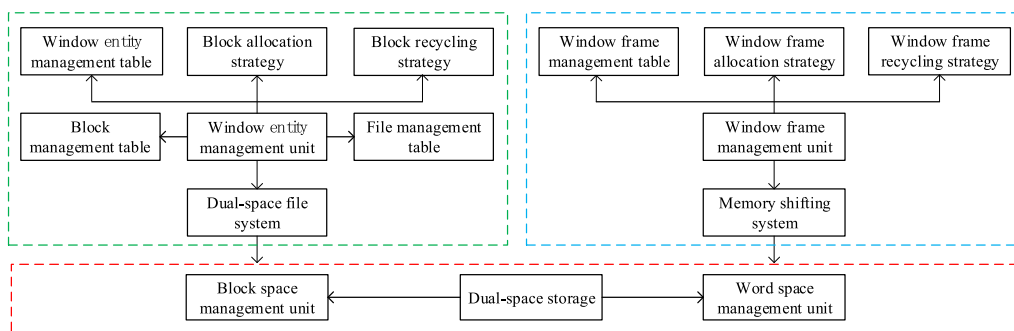 Window entity
management table
Block allocation
strategy
Block recycling
strategy
Window frame
management table
Window frame
allocation strategy
Window frame
recycling strategy
Block
management table
Window entity
management unit
File management
table
Window frame
management unit
Dual-space file
system
Memory shifting
system
Block space
management unit
Dual-space storage
Word space
management unit